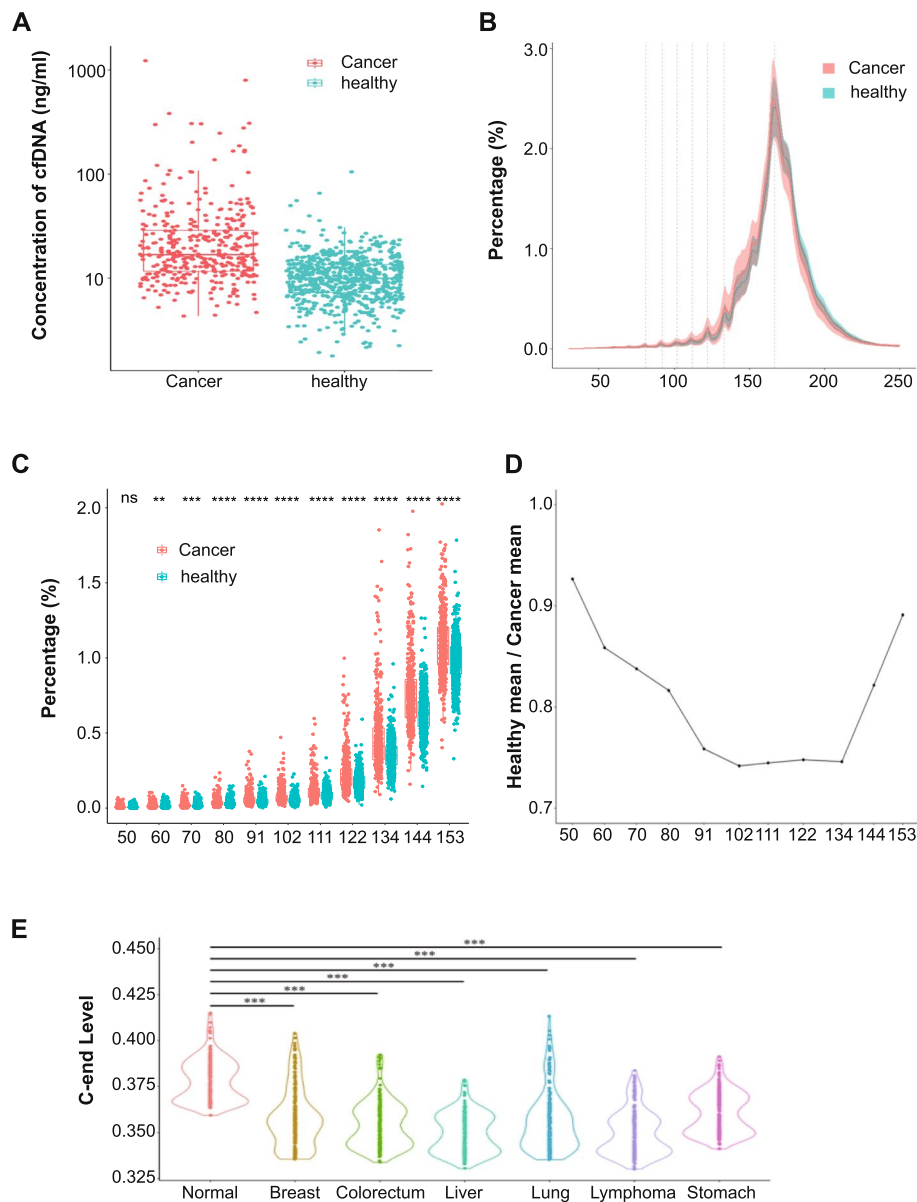 A
Concentration of cfDNA (ng/ml)
1000
100
10
Cancer
healthy
Cancer healthy
B
Percentage (%)
3.0
2.0
1.0
0.0
Cancer
healthy
50 100 150 200 250
C
Percentage (%)
ns ** *** **** **** **** **** **** **** **** ****
2.0
1.5
1.0
0.5
0.0
Cancer
healthy
50 60 70 80 91 102 111 122 134 144 153
D
Healthy mean / Cancer mean
1.0
0.9
0.8
0.7
50 60 70 80 91 102 111 122 134 144 153
E
C-end Level
0.450
0.425
0.400
0.375
0.350
0.325
***
***
***
***
***
***
Normal Breast Colorectum Liver Lung Lymphoma Stomach